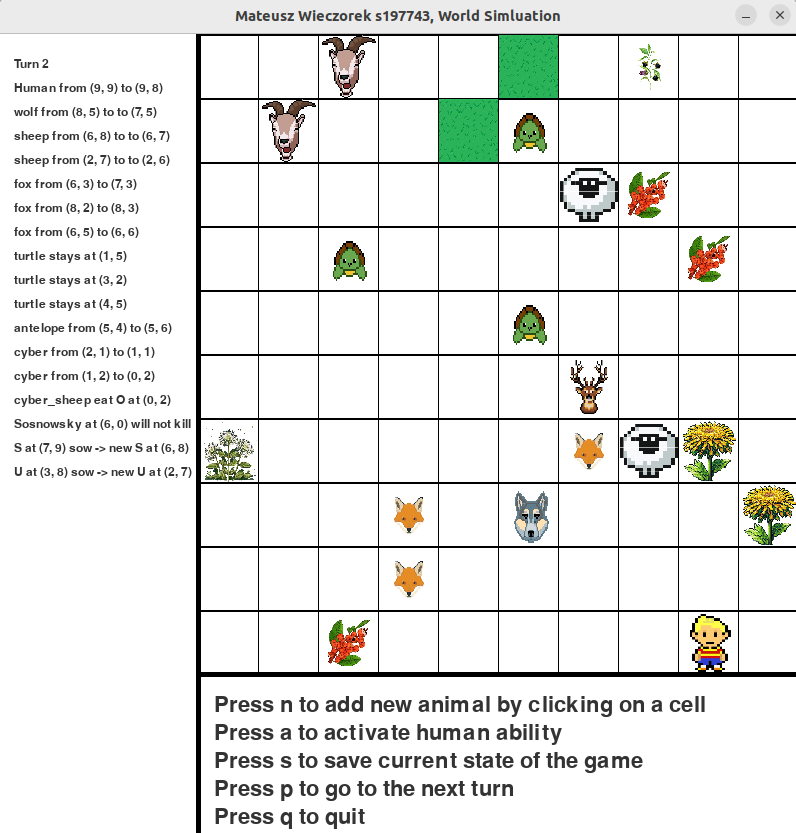 Mateusz Wieczorek s197743, World Simluation
Turn 2
Human from (9, 9) to (9, 8)
wolf from (8, 5) to to (7, 5)
sheep from (6, 8) to to (6, 7)
sheep from (2, 7) to to (2, 6)
fox from (6, 3) to (7, 3)
fox from (8, 2) to (8, 3)
fox from (6, 5) to (6, 6)
turtle stays at (1, 5)
turtle stays at (3, 2)
turtle stays at (4, 5)
antelope from (5, 4) to (5, 6)
cyber from (2, 1) to (1, 1)
cyber from (1, 2) to (0, 2)
cyber_sheep eat O at (0, 2)
Sosnowsky at (6, 0) will not kill
S at (7, 9) sow -> new S at (6, 8)
U at (3, 8) sow -> new U at (2, 7)
Press n to add new animal by clicking on a cell
Press a to activate human ability
Press s to save current state of the game
Press p to go to the next turn
Press q to quit